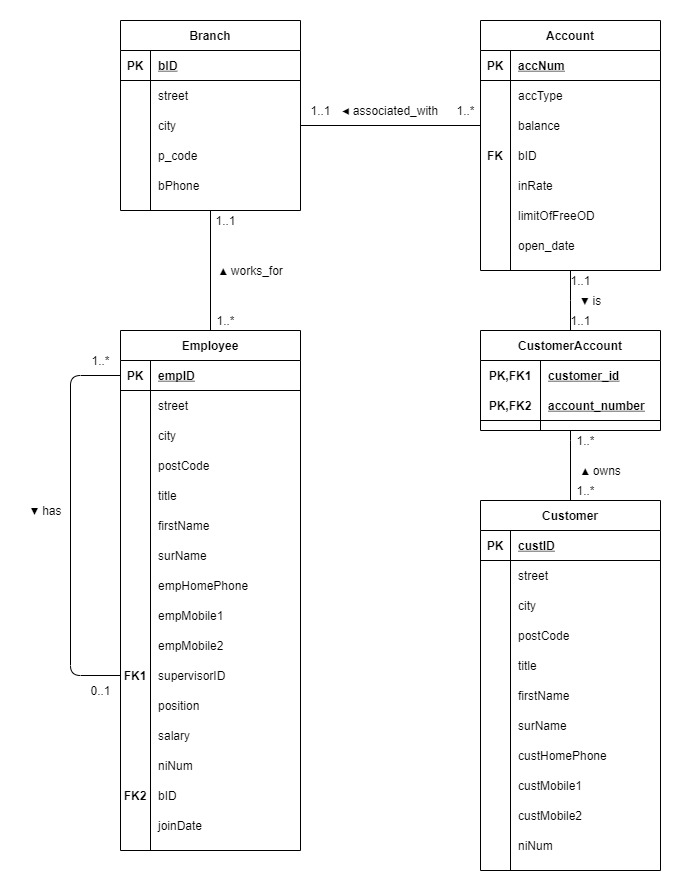 Branch
PK bID
street
city
p_code
bPhone
1..1 ◄ associated_with 1..*
Account
PK accNum
accType
balance
FK bID
inRate
limitOfFreeOD
open_date
1..1
▲ works_for
1..*
1..1
▼ is
1..1
Employee
PK empID
street
city
postCode
title
firstName
surName
empHomePhone
empMobile1
empMobile2
FK1 supervisorID
position
salary
niNum
FK2 bID
joinDate
1..*
▼ has
0..1
CustomerAccount
PK,FK1 customer_id
PK,FK2 account_number
1..*
▲ owns
1..*
Customer
PK custID
street
city
postCode
title
firstName
surName
custHomePhone
custMobile1
custMobile2
niNum